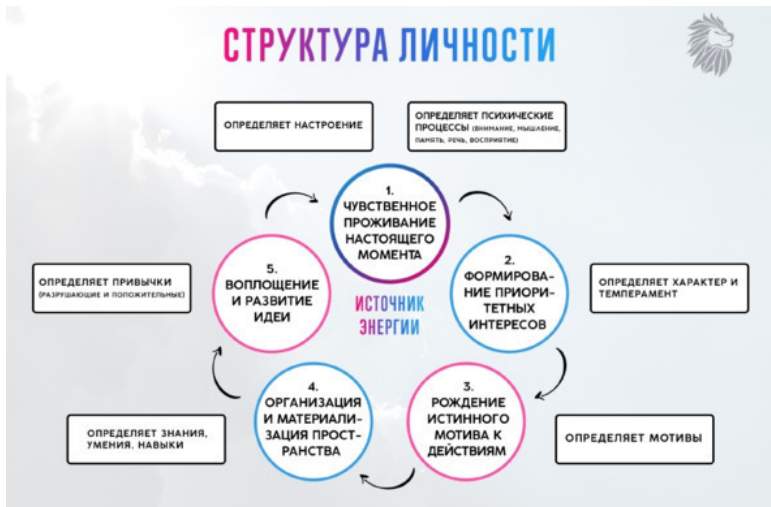 СТРУКТУРА ЛИЧНОСТИ
ОПРЕДЕЛЯЕТ НАСТРОЕНИЕ
ОПРЕДЕЛЯЕТ ПСИХИЧЕСКИЕ
ПРОЦЕССЫ (ВНИМАНИЕ, МЫШЛЕНИЕ,
ПАМЯТЬ, РЕЧЬ, ВОСПРИЯТИЕ)
1.
ЧУВСТВЕННОЕ
ПРОЖИВАНИЕ
НАСТОЯЩЕГО
МОМЕНТА
2.
ФОРМИРОВА-
НИЕ ПРИОРИ-
ТЕТНЫХ
ИНТЕРЕСОВ
ОПРЕДЕЛЯЕТ ХАРАКТЕР И
ТЕМПЕРАМЕНТ
3.
РОЖДЕНИЕ
ИСТИННОГО
МОТИВА К
ДЕЙСТВИЯМ
ОПРЕДЕЛЯЕТ МОТИВЫ
4.
ОРГАНИЗАЦИЯ
И МАТЕРИАЛИ-
ЗАЦИЯ ПРОСТ-
РАНСТВА
ОПРЕДЕЛЯЕТ ЗНАНИЯ,
УМЕНИЯ, НАВЫКИ
5.
ВОПЛОЩЕНИЕ
И РАЗВИТИЕ
ИДЕИ
ОПРЕДЕЛЯЕТ ПРИВЫЧКИ
(РАЗРУШАЮЩИЕ И ПОЛОЖИТЕЛЬНЫЕ)
ИСТОЧНИК
ЭНЕРГИИ